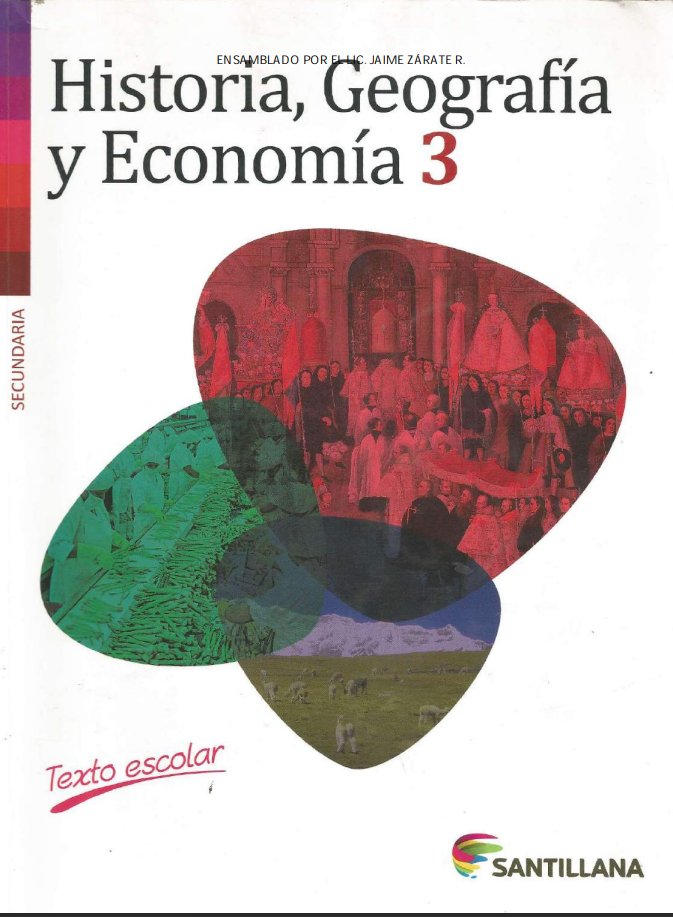 ENSAMBLADO POR EL LIC. JAIME ZÁRATE R.
Historia, Geografía
y Economía 3
SECUNDARIA
Texto escolar
SANTILLANA